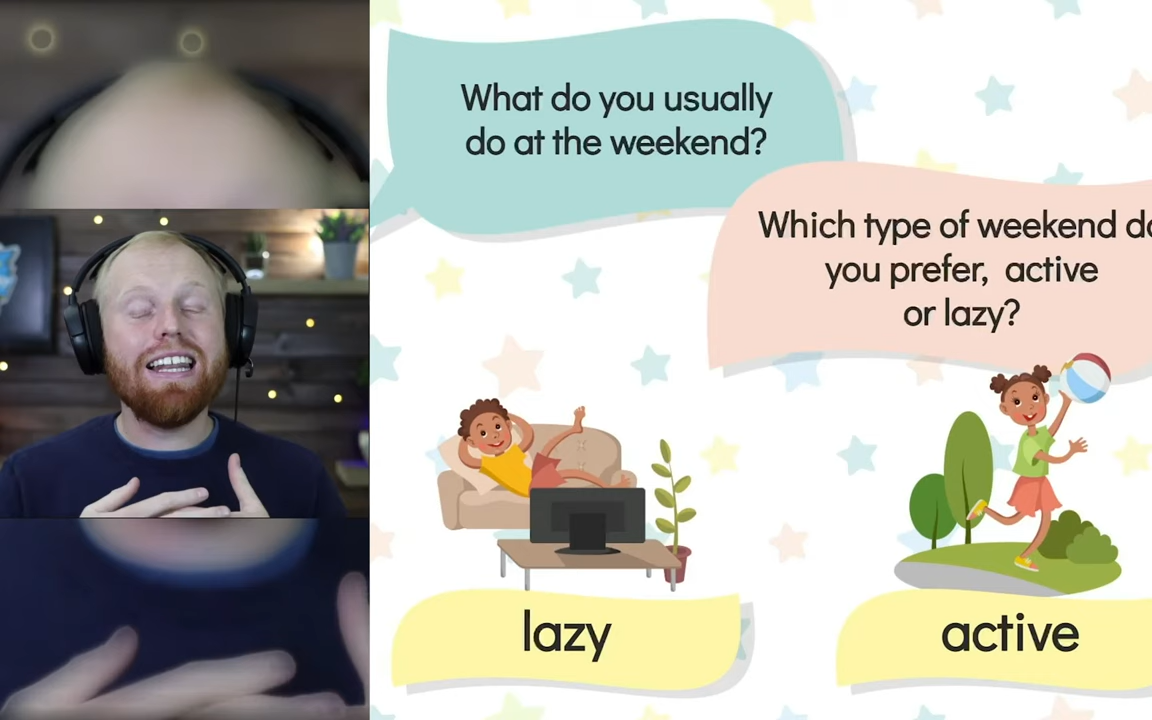 What do you usually
do at the weekend?
Which type of weekend do
you prefer, active
or lazy?
lazy
active